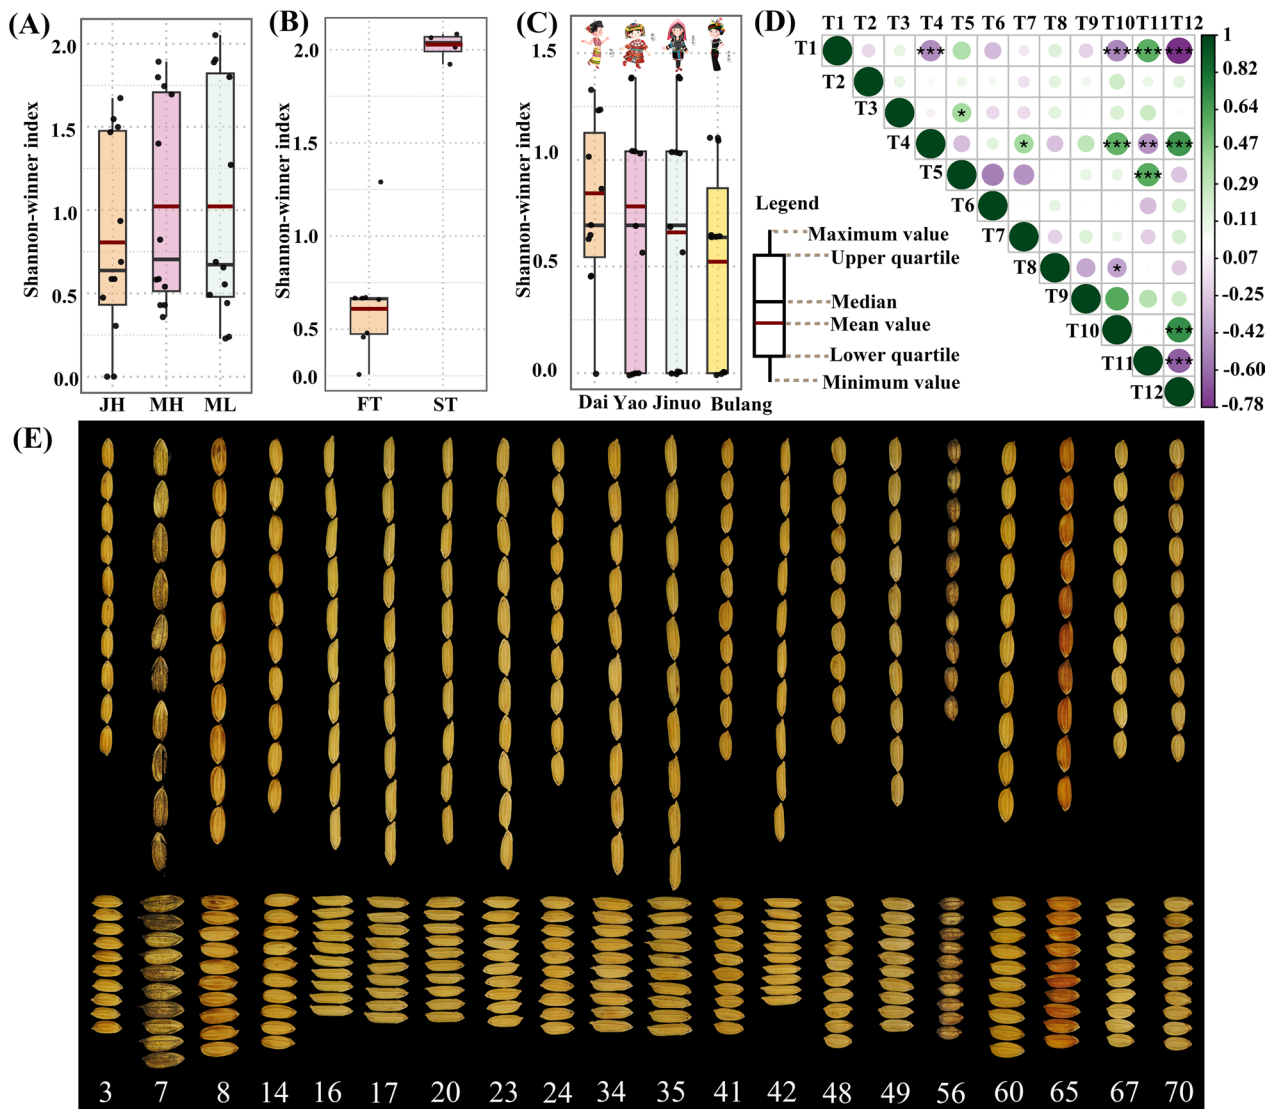 (A)
Shannon-winner index
2.0
1.5
1.0
0.5
0.0
JH MH ML
(B)
Shannon-winner index
2.0
1.5
1.0
0.5
0.0
FT ST
(C)
Shannon-winner index
1.5
1.0
0.5
0.0
Dai Yao Jinuo Bulang
Legend
Maximum value
Upper quartile
Median
Mean value
Lower quartile
Minimum value
(D)
T1 T2 T3 T4 T5 T6 T7 T8 T9 T10 T11 T12
T1 *** *** *** ***
T2
T3 *
T4 * *** ** ***
T5 ***
T6
T7
T8 *
T9
T10 ***
T11 ***
T12
1
0.82
0.64
0.47
0.29
0.11
0.07
-0.25
-0.42
-0.60
-0.78
(E)
3 7 8 14 16 17 20 23 24 34 35 41 42 48 49 56 60 65 67 70